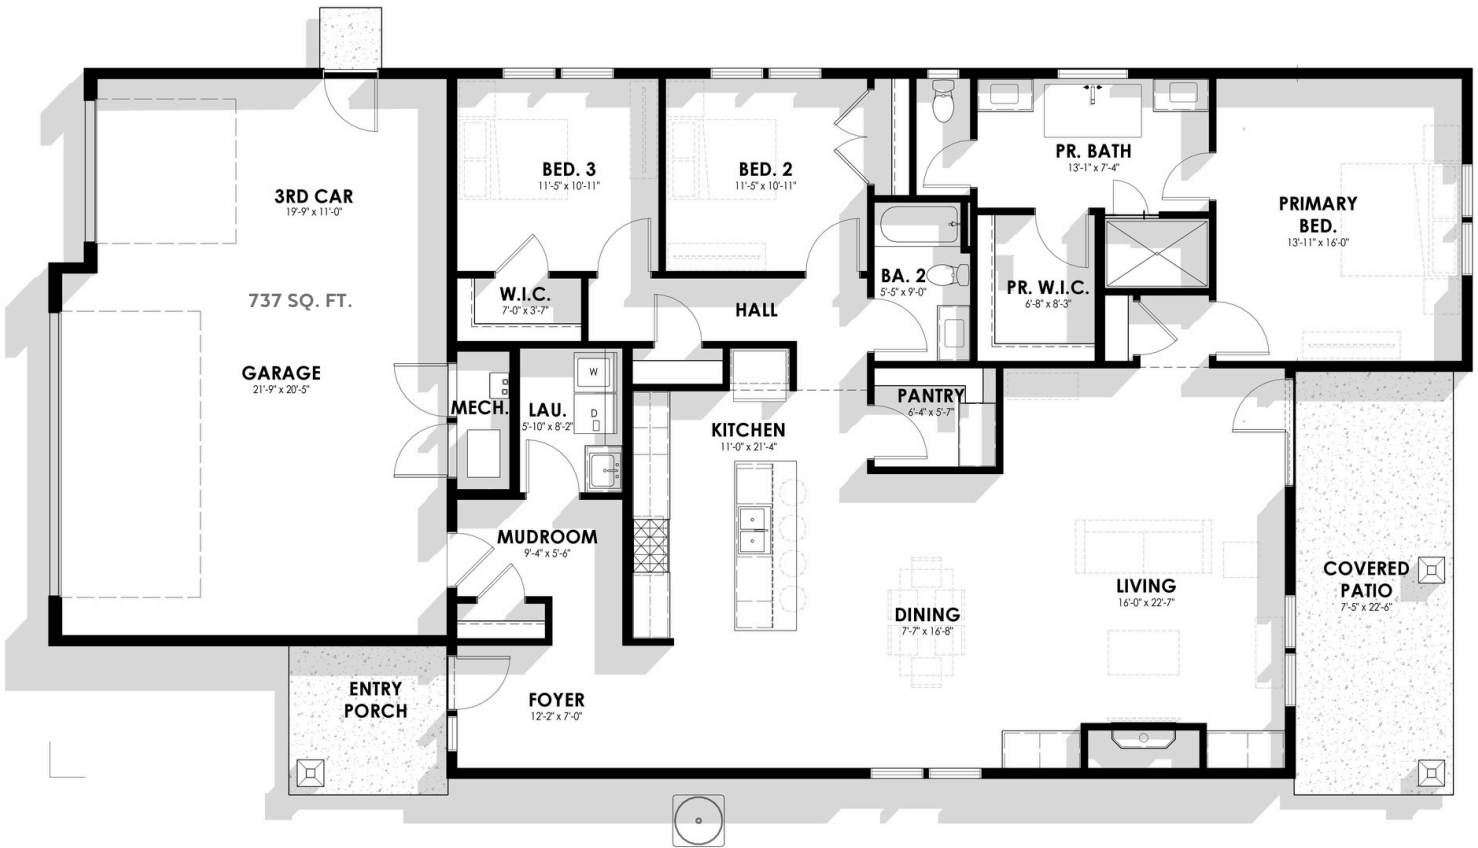 BED. 3
11'-5" x 10'-11"
BED. 2
11'-5" x 10'-11"
PR. BATH
13'-1" x 7'-4"
3RD CAR
19'-9" x 11'-0"
PRIMARY
BED.
13'-11" x 16'-0"
737 SQ. FT.
W.I.C.
7'-0" x 3'-7"
HALL
BA. 2
5'-5" x 9'-0"
PR. W.I.C.
6'-8" x 8'-3"
GARAGE
21'-9" x 20'-5"
MECH.
LAU.
5'-10" x 8'-2"
W
D
KITCHEN
11'-0" x 21'-4"
PANTRY
6'-4" x 5'-7"
MUDROOM
9'-4" x 5'-6"
DINING
7'-7" x 16'-8"
LIVING
16'-0" x 22'-7"
COVERED
PATIO
7'-5" x 22'-6"
ENTRY
PORCH
FOYER
12'-2" x 7'-0"